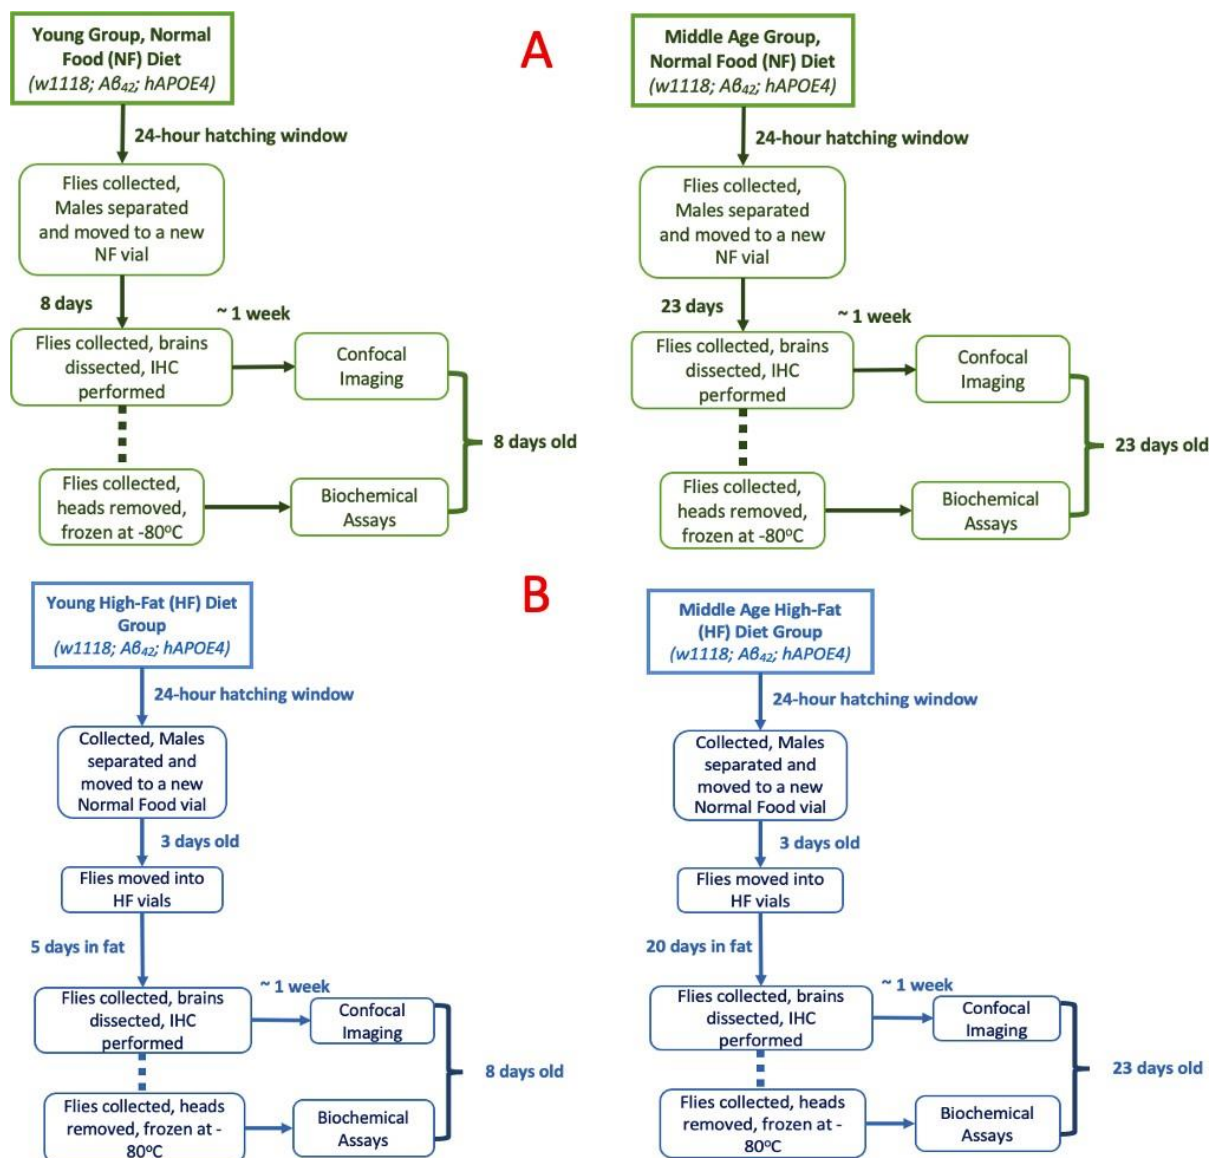 Young Group, Normal
Food (NF) Diet
(w1118; Aβ₄₂; hAPOE4)
24-hour hatching window
Flies collected,
Males separated
and moved to a new
NF vial
8 days
~ 1 week
Flies collected, brains
dissected, IHC
performed
Confocal
Imaging
8 days old
Flies collected,
heads removed,
frozen at -80ºC
Biochemical
Assays
A
Middle Age Group,
Normal Food (NF) Diet
(w1118; Aβ₄₂; hAPOE4)
24-hour hatching window
Flies collected,
Males separated
and moved to a new
NF vial
23 days
~ 1 week
Flies collected, brains
dissected, IHC
performed
Confocal
Imaging
23 days old
Flies collected,
heads removed,
frozen at -80ºC
Biochemical
Assays
Young High-Fat (HF) Diet
Group
(w1118; Aβ₄₂; hAPOE4)
24-hour hatching window
Collected, Males
separated and
moved to a new
Normal Food vial
3 days old
Flies moved into
HF vials
5 days in fat
~ 1 week
Flies collected, brains
dissected, IHC
performed
Confocal
Imaging
8 days old
Flies collected, heads
removed, frozen at -
80ºC
Biochemical
Assays
B
Middle Age High-Fat
(HF) Diet Group
(w1118; Aβ₄₂; hAPOE4)
24-hour hatching window
Collected, Males
separated and
moved to a new
Normal Food vial
3 days old
Flies moved into
HF vials
20 days in fat
~ 1 week
Flies collected, brains
dissected, IHC
performed
Confocal
Imaging
23 days old
Flies collected, heads
removed, frozen at -
80ºC
Biochemical
Assays